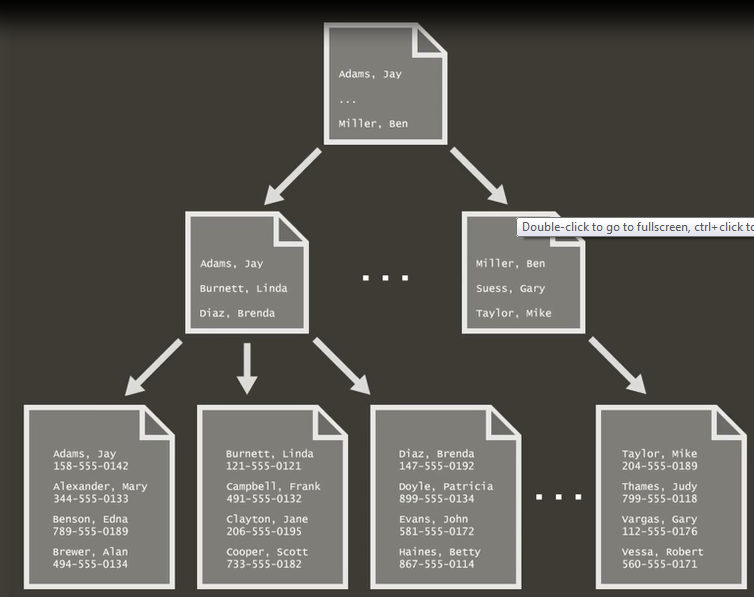 Adams, Jay
...
Miller, Ben
Double-click to go to fullscreen, ctrl+click to
Adams, Jay
Burnett, Linda
Diaz, Brenda
...
Miller, Ben
Suess, Gary
Taylor, Mike
Adams, Jay
158-555-0142
Alexander, Mary
344-555-0133
Benson, Edna
789-555-0189
Brewer, Alan
494-555-0134
Burnett, Linda
121-555-0121
Campbell, Frank
491-555-0132
Clayton, Jane
206-555-0195
Cooper, Scott
733-555-0182
Diaz, Brenda
147-555-0192
Doyle, Patricia
899-555-0134
Evans, John
581-555-0172
Haines, Betty
867-555-0114
...
Taylor, Mike
204-555-0189
Thames, Judy
799-555-0118
Vargas, Gary
112-555-0176
Vessa, Robert
560-555-0171